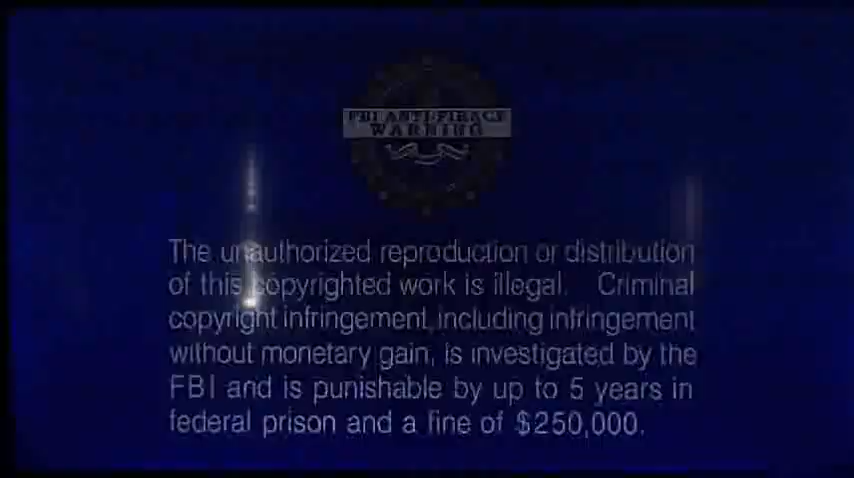 FBI ANTI-PIRACY
WARNING
The unauthorized reproduction or distribution
of this copyrighted work is illegal. Criminal
copyright infringement, including infringement
without monetary gain, is investigated by the
FBI and is punishable by up to 5 years in
federal prison and a fine of $250,000.